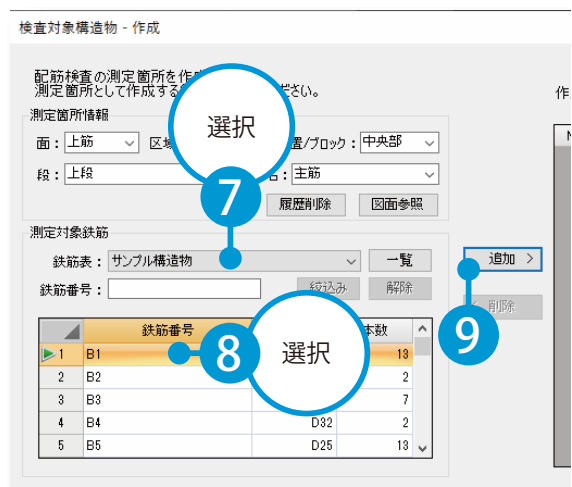 検査対象構造物 - 作成
配筋検査の測定箇所を作
測定箇所として作成する ださい。
作
測定箇所情報
選択
面： 上筋 区域 置/ブロック： 中央部
段： 上段 名： 主筋
7
履歴削除 図面参照
測定対象鉄筋
鉄筋表： サンプル構造物 一覧 追加 >
鉄筋番号： 絞込み 解除 削除
9
鉄筋番号 本数
8 選択
1 B1 13
2 B2 2
3 B3 7
4 B4 D32 2
5 B5 D25 13